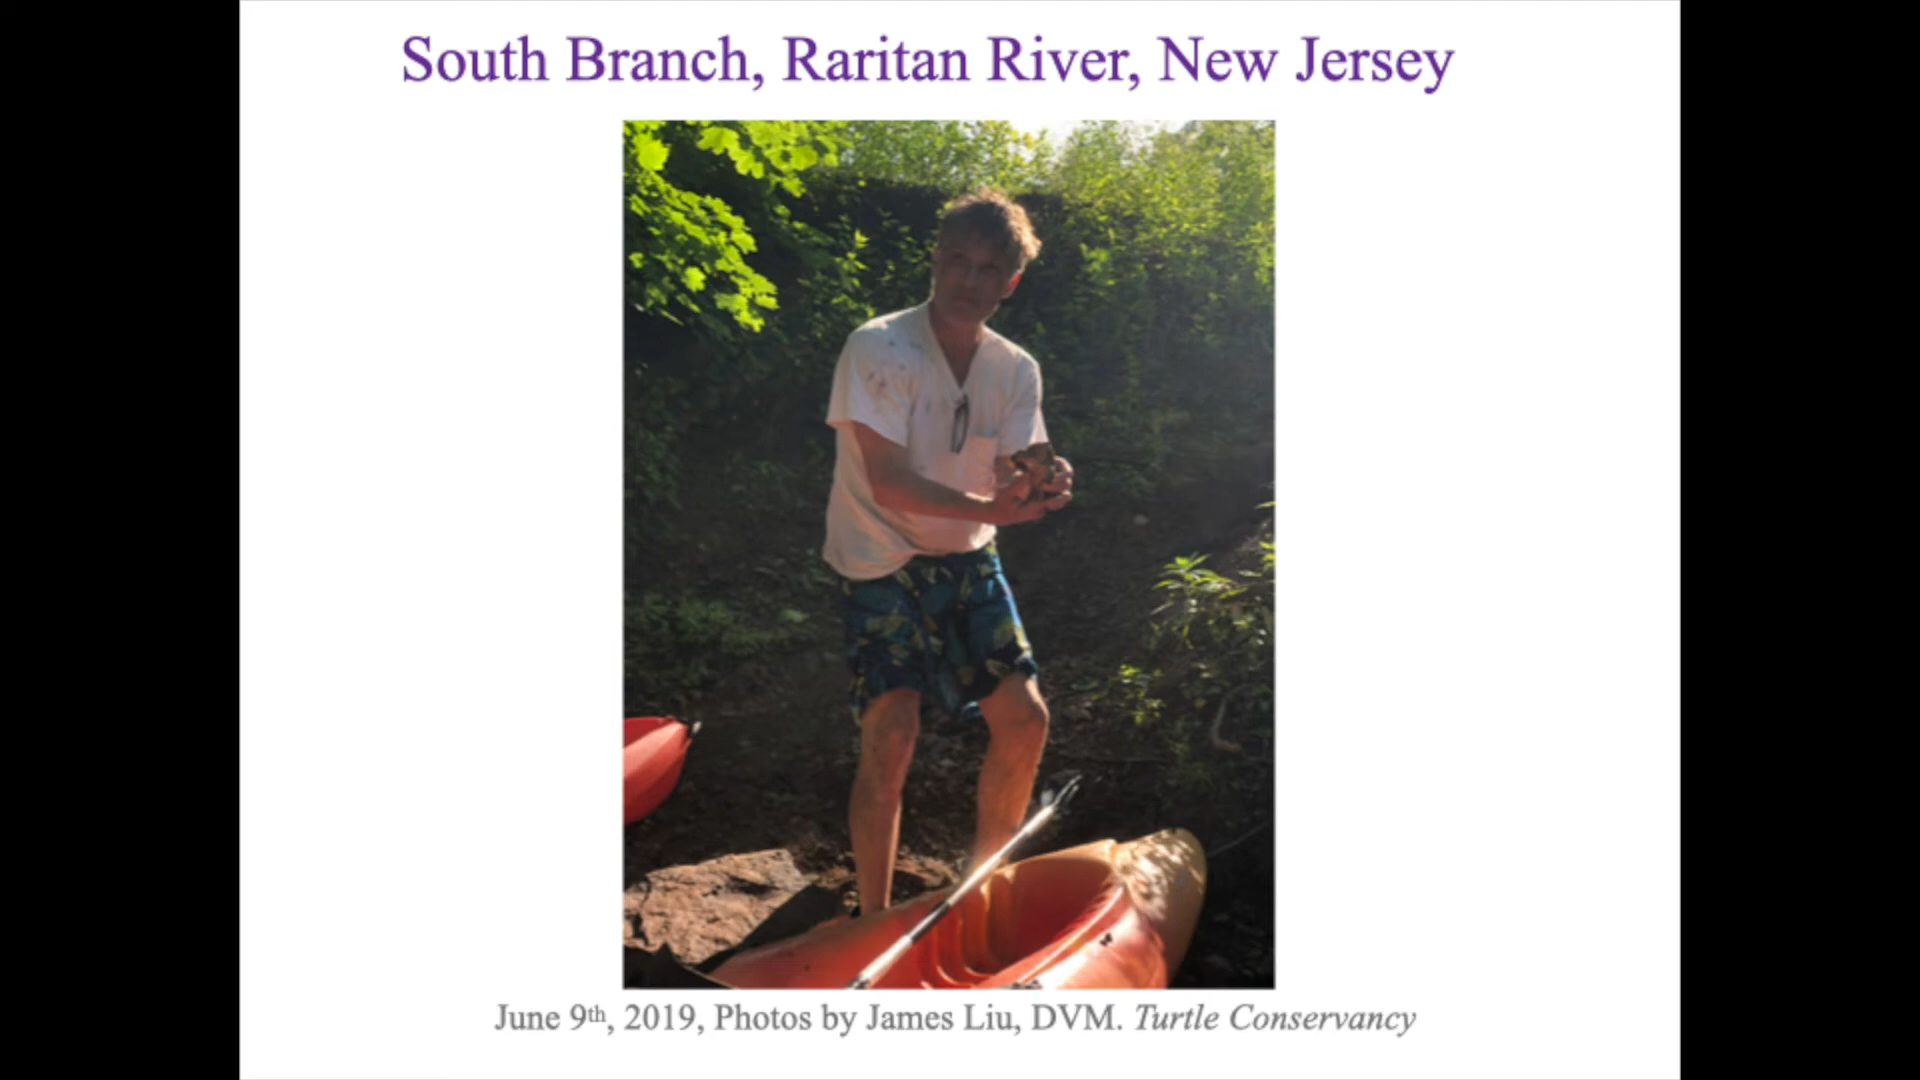 South Branch, Raritan River, New Jersey
June 9th, 2019, Photos by James Liu, DVM. Turtle Conservancy